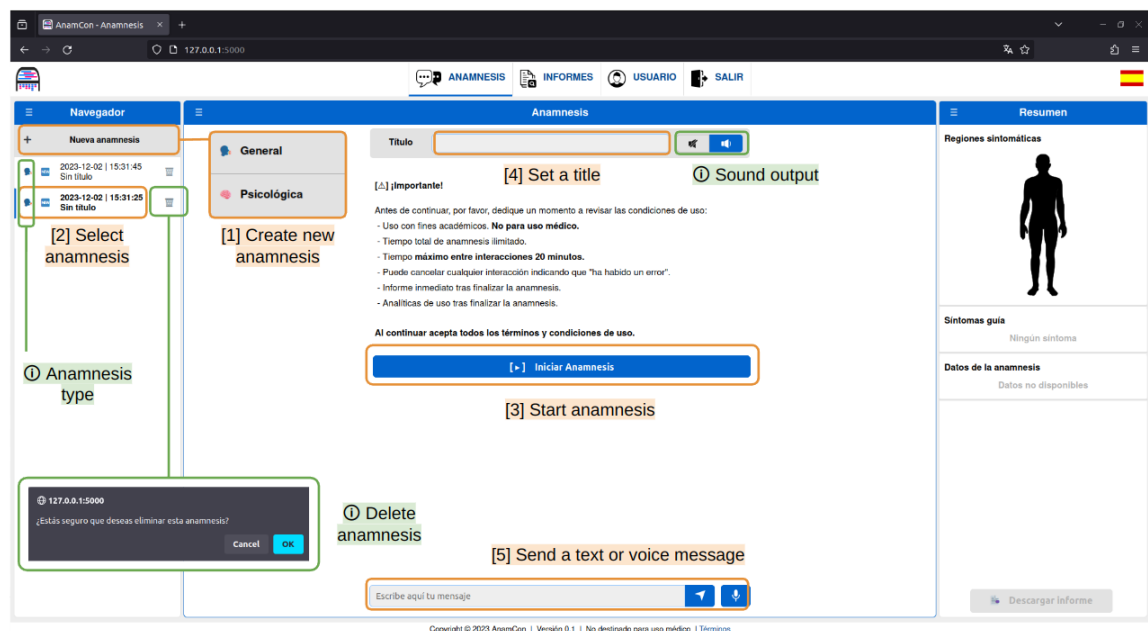 AnamCon - Anamnesis
127.0.0.1:5000
ANAMNESIS
INFORMES
USUARIO
SALIR
Navegador
Nueva anamnesis
2023-12-02 | 15:31:45
Sin título
2023-12-02 | 15:31:25
Sin título
[2] Select
anamnesis
ⓘ Anamnesis
type
127.0.0.1:5000
¿Estás seguro que deseas eliminar esta anamnesis?
Cancel
OK
General
Psicológica
[1] Create new
anamnesis
ⓘ Delete
anamnesis
Anamnesis
Título
[4] Set a title
ⓘ Sound output
[⚠] ¡Importante!
Antes de continuar, por favor, dedique un momento a revisar las condiciones de uso:
- Uso con fines académicos. No para uso médico.
- Tiempo total de anamnesis ilimitado.
- Tiempo máximo entre interacciones 20 minutos.
- Puede cancelar cualquier interacción indicando que "ha habido un error".
- Informe inmediato tras finalizar la anamnesis.
- Analíticas de uso tras finalizar la anamnesis.
Al continuar acepta todos los términos y condiciones de uso.
[▸] Iniciar Anamnesis
[3] Start anamnesis
[5] Send a text or voice message
Escribe aquí tu mensaje
Resumen
Regiones sintomáticas
Síntomas guía
Ningún síntoma
Datos de la anamnesis
Datos no disponibles
Descargar informe
Copyright © 2023 AnamCon | Versión 0.1 | No destinado para uso médico | Términos